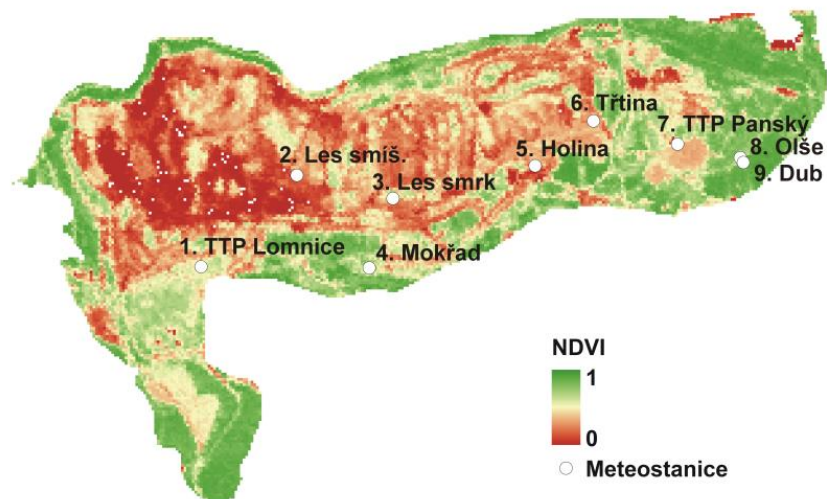 6. Třtina
7. TTP Panský
8. Olše
2. Les smíš.
5. Holina
9. Dub
3. Les smrk
1. TTP Lomnice
4. Mokřad
NDVI
1
0
Meteostanice